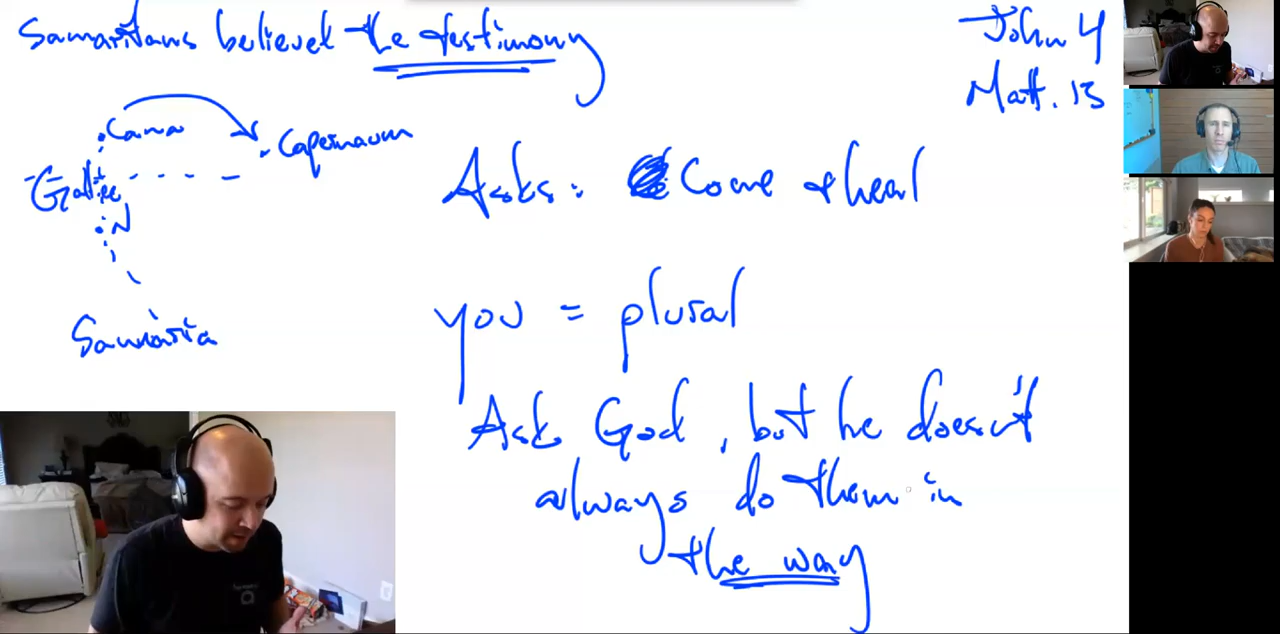 Samaritans believed the testimony
John 4
Matt. 13
Cana
Capernaum
Galilee
N
Samaria
Asks: Come & heal
you = plural
Ask God, but he doesn't
always do them in
the way